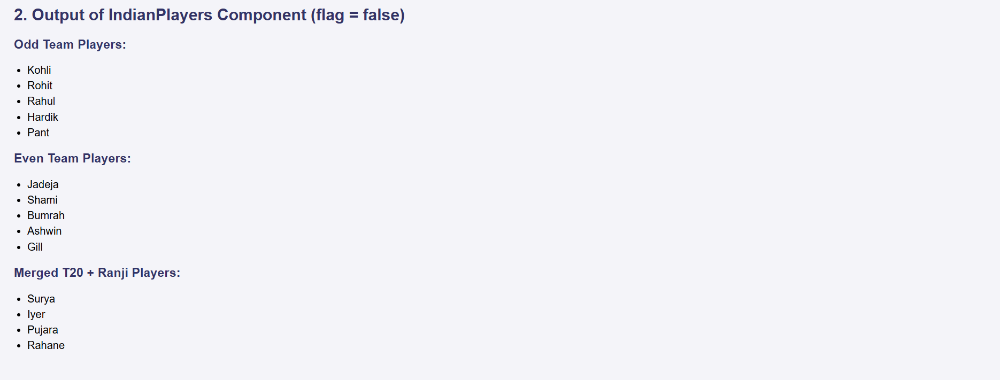 2. Output of IndianPlayers Component (flag = false)
Odd Team Players:
• Kohli
• Rohit
• Rahul
• Hardik
• Pant
Even Team Players:
• Jadeja
• Shami
• Bumrah
• Ashwin
• Gill
Merged T20 + Ranji Players:
• Surya
• Iyer
• Pujara
• Rahane